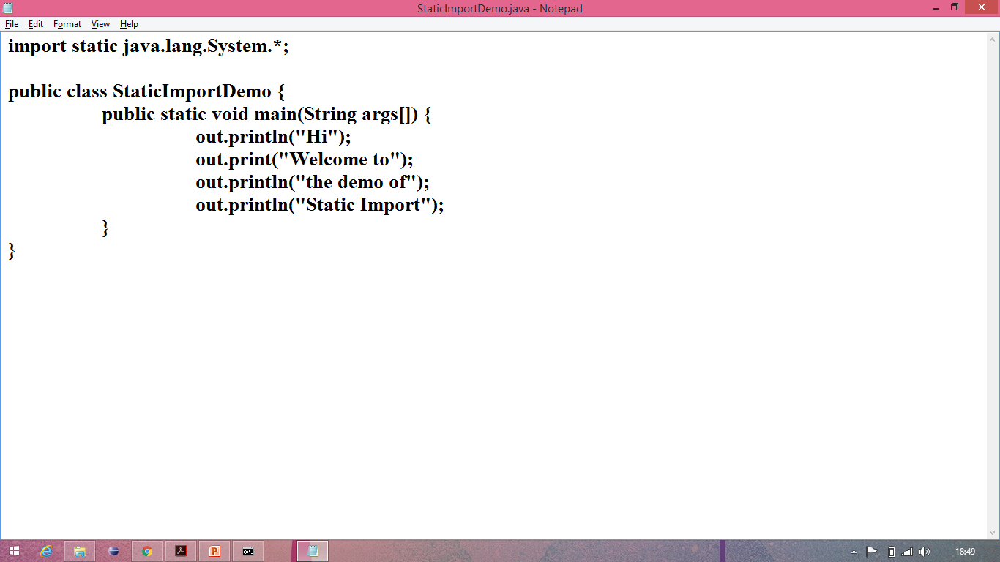 StaticImportDemo.java - Notepad
File Edit Format View Help
import static java.lang.System.*;
public class StaticImportDemo {
public static void main(String args[]) {
out.println("Hi");
out.print("Welcome to");
out.println("the demo of");
out.println("Static Import");
}
}
18:49